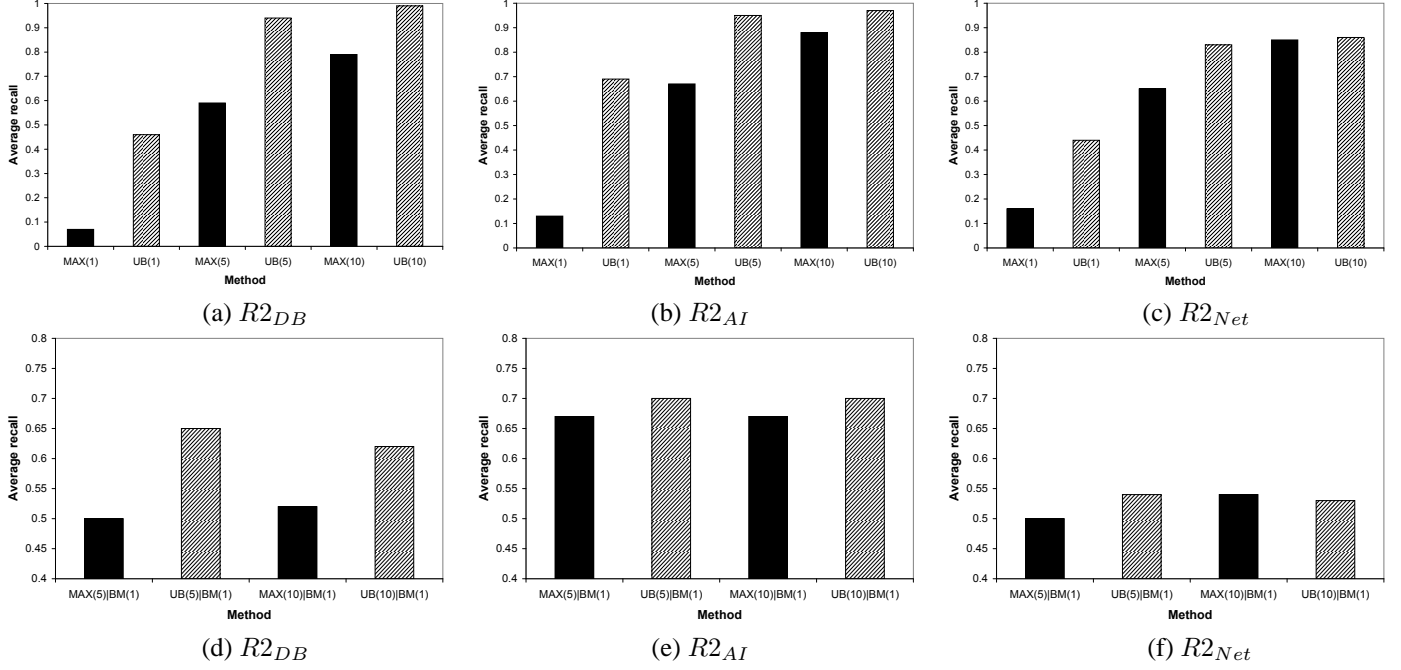 1
0.9
0.8
0.7
0.6
0.5
0.4
0.3
0.2
0.1
0
Average recall
MAX(1) UB(1) MAX(5) UB(5) MAX(10) UB(10)
Method
(a) R2DB
1
0.9
0.8
0.7
0.6
0.5
0.4
0.3
0.2
0.1
0
Average recall
MAX(1) UB(1) MAX(5) UB(5) MAX(10) UB(10)
Method
(b) R2AI
1
0.9
0.8
0.7
0.6
0.5
0.4
0.3
0.2
0.1
0
Average recall
MAX(1) UB(1) MAX(5) UB(5) MAX(10) UB(10)
Method
(c) R2Net
0.8
0.75
0.7
0.65
0.6
0.55
0.5
0.45
0.4
Average recall
MAX(5)|BM(1) UB(5)|BM(1) MAX(10)|BM(1) UB(10)|BM(1)
Method
(d) R2DB
0.8
0.75
0.7
0.65
0.6
0.55
0.5
0.45
0.4
Average recall
MAX(5)|BM(1) UB(5)|BM(1) MAX(10)|BM(1) UB(10)|BM(1)
Method
(e) R2AI
0.8
0.75
0.7
0.65
0.6
0.55
0.5
0.45
0.4
Average recall
MAX(5)|BM(1) UB(5)|BM(1) MAX(10)|BM(1) UB(10)|BM(1)
Method
(f) R2Net